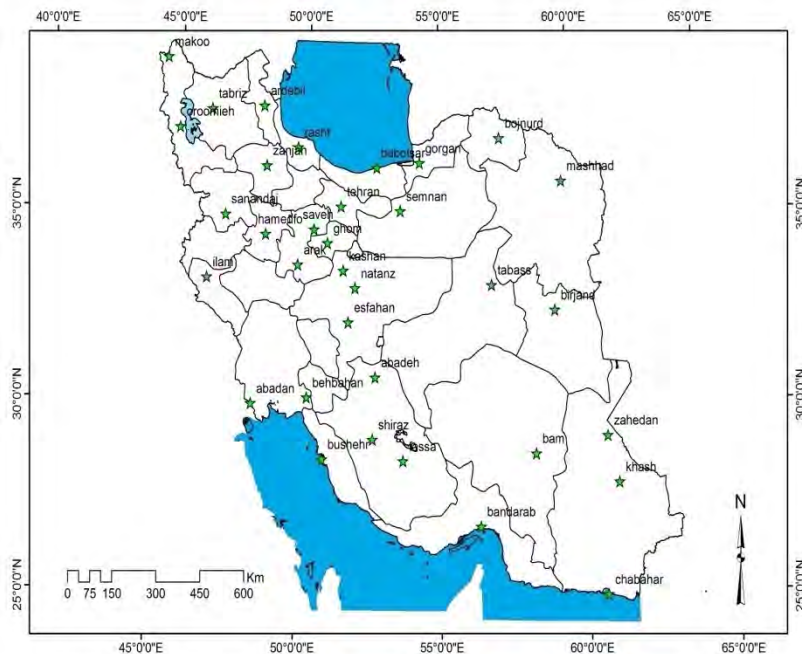 40°0'0"E 45°0'0"E 50°0'0"E 55°0'0"E 60°0'0"E 65°0'0"E
makoo
tabriz
ardebil
oroomieh
rasht
zanjan
babolsar
gorgan
bojnurd
mashhad
35°0'0"N
35°0'0"N
sanandaj
tehran
semnan
hamedfo
saveh
ghom
arak
kashan
ilam
natanz
tabass
birjand
esfahan
abadeh
30°0'0"N
30°0'0"N
abadan
behbahan
shiraz
zahedan
bushehr
fassa
bam
khash
bandarab
N
25°0'0"N
25°0'0"N
chabahar
Km
0 75 150 300 450 600
45°0'0"E 50°0'0"E 55°0'0"E 60°0'0"E 65°0'0"E